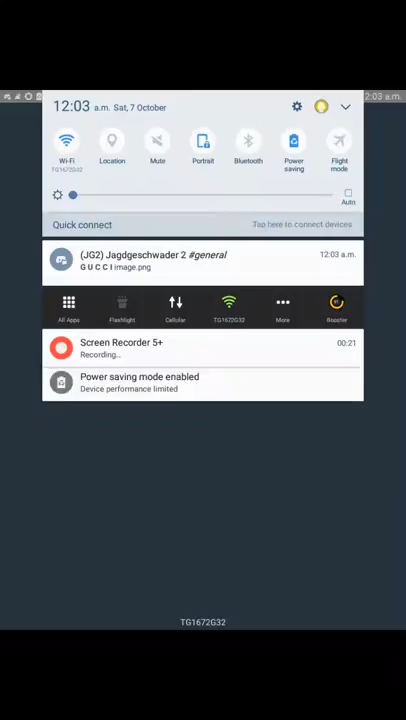 12:03 a.m.
12:03 a.m. Sat, 7 October
Wi-Fi
TG1672G32
Location
Mute
Portrait
Bluetooth
Power
saving
Flight
mode
Auto
Quick connect
Tap here to connect devices
(JG2) Jagdgeschwader 2 #general
12:03 a.m.
G U C C I image.png
All Apps
Flashlight
Cellular
TG1672G32
More
Booster
Screen Recorder 5+
00:21
Recording..
Power saving mode enabled
Device performance limited
TG1672G32